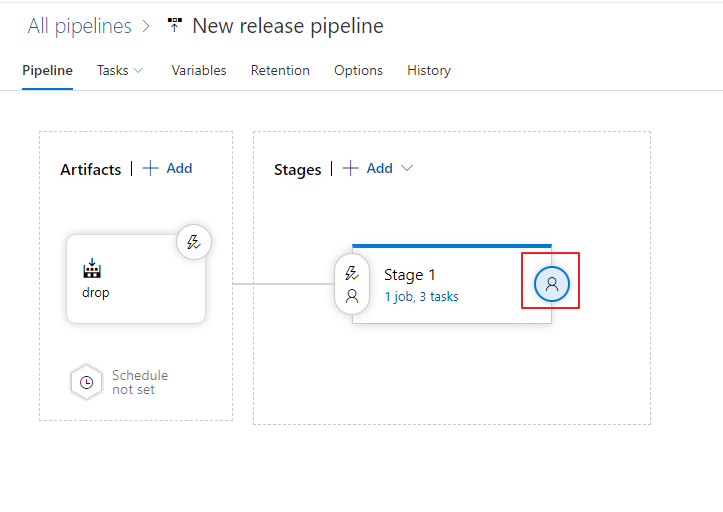 All pipelines > New release pipeline
Pipeline Tasks Variables Retention Options History
Artifacts | + Add
Stages | + Add
drop
Stage 1
1 job, 3 tasks
Schedule
not set